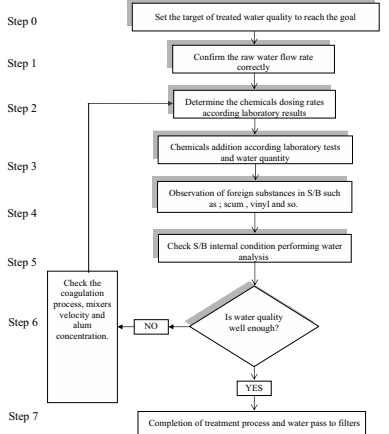 Step 0
Set the target of treated water quality to reach the goal
Step 1
Confirm the raw water flow rate
correctly
Step 2
Determine the chemicals dosing rates
according laboratory results
Chemicals addition according laboratory tests
and water quantity
Step 3
Observation of foreign substances in S/B such
as ; scum , vinyl and so.
Step 4
Check S/B internal condition performing water
analysis
Step 5
Check the
coagulation
process, mixers
velocity and
alum
concentration.
Step 6
NO
Is water quality
well enough?
YES
Step 7
Completion of treatment process and water pass to filters